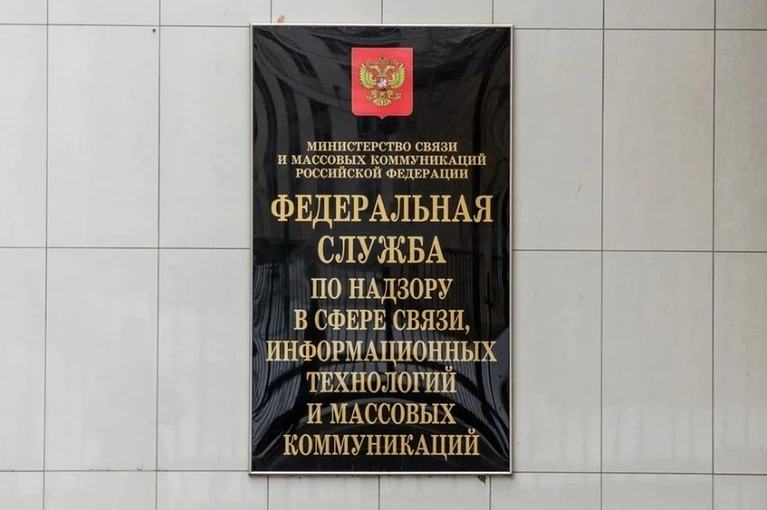 МИНИСТЕРСТВО СВЯЗИ
И МАССОВЫХ КОММУНИКАЦИЙ
РОССИЙСКОЙ ФЕДЕРАЦИИ
ФЕДЕРАЛЬНАЯ
СЛУЖБА
ПО НАДЗОРУ
В СФЕРЕ СВЯЗИ,
ИНФОРМАЦИОННЫХ
ТЕХНОЛОГИЙ
И МАССОВЫХ
КОММУНИКАЦИЙ